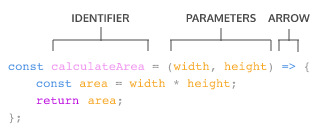 IDENTIFIER PARAMETERS ARROW
const calculateArea = (width, height) => {
const area = width * height;
return area;
};